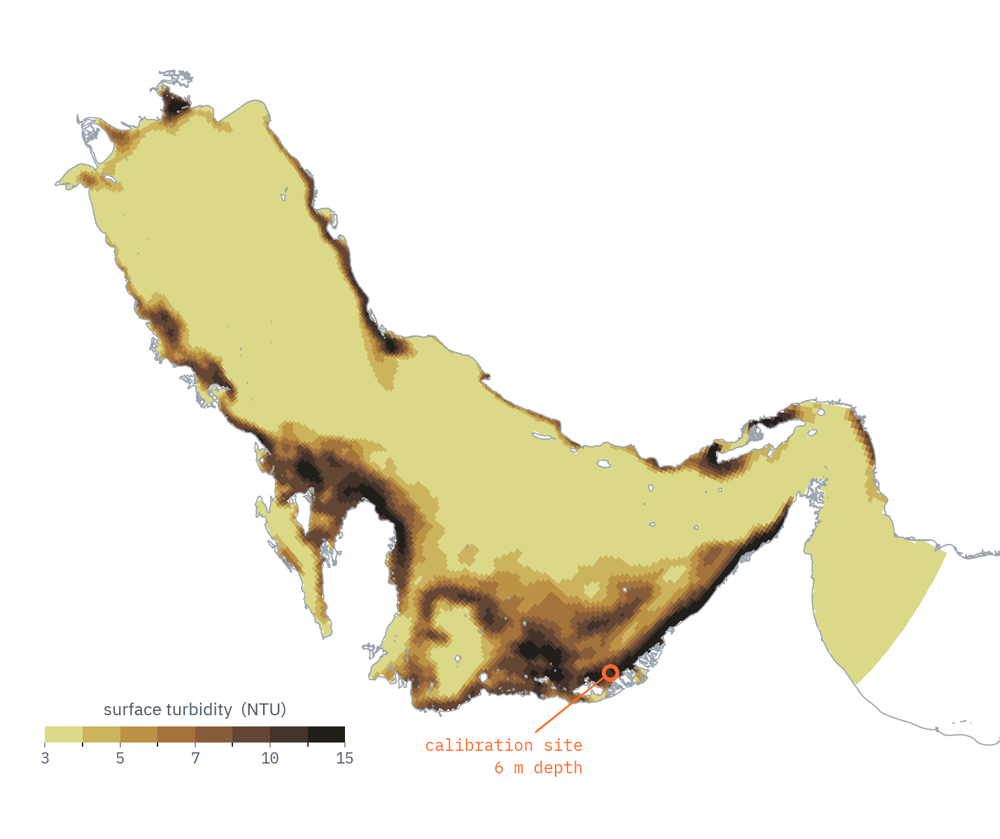 surface turbidity (NTU)
3 5 7 10 15
calibration site
6 m depth